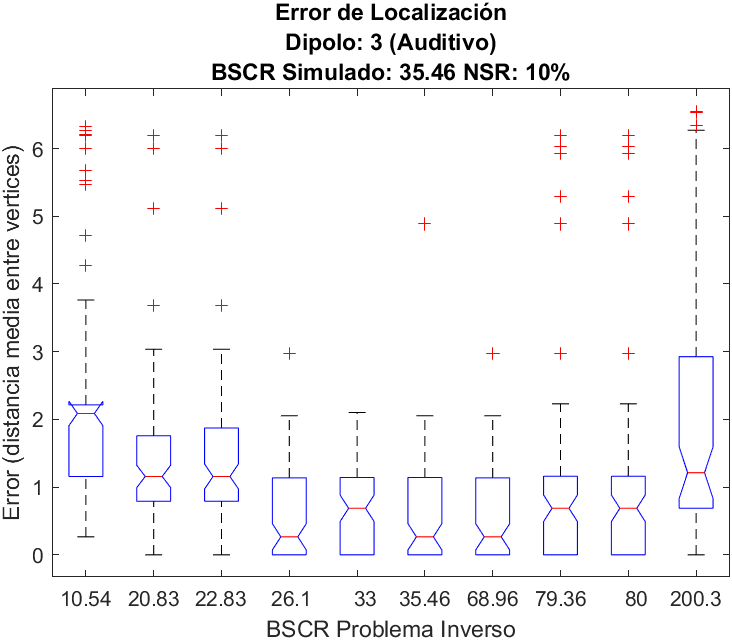 Error de Localización
Dipolo: 3 (Auditivo)
BSCR Simulado: 35.46 NSR: 10%
Error (distancia media entre vertices)
6
5
4
3
2
1
0
10.54 20.83 22.83 26.1 33 35.46 68.96 79.36 80 200.3
BSCR Problema Inverso